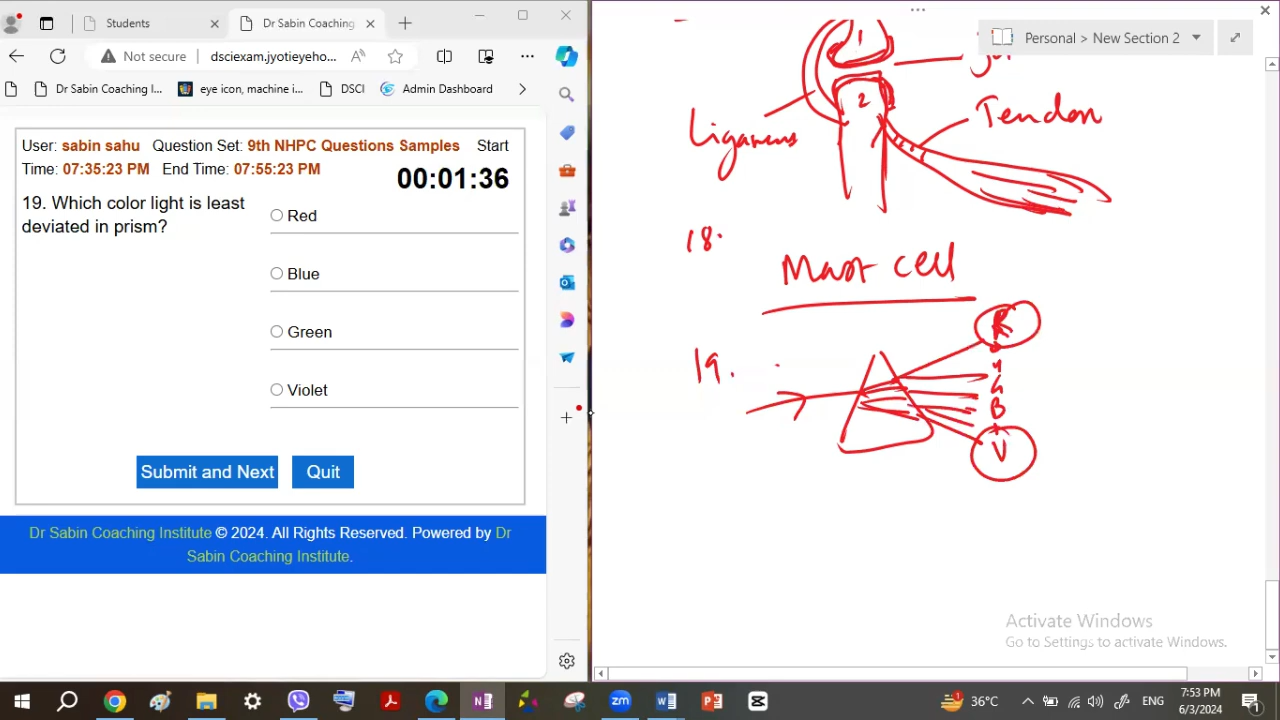 Students
Dr Sabin Coaching
Not secure
dsciexam.jyotieyeho...
Dr Sabin Coaching I...
eye icon, machine i...
DSCI
Admin Dashboard
User: sabin sahu Question Set: 9th NHPC Questions Samples Start
Time: 07:35:23 PM End Time: 07:55:23 PM
00:01:36
19. Which color light is least
deviated in prism?
Red
Blue
Green
Violet
Submit and Next
Quit
Dr Sabin Coaching Institute © 2024. All Rights Reserved. Powered by Dr
Sabin Coaching Institute.
Personal > New Section 2
1
2
Tendon
18.
Mast cell
19.
R
Y
G
B
V
Activate Windows
Go to Settings to activate Windows.
36°C
ENG
7:53 PM
6/3/2024